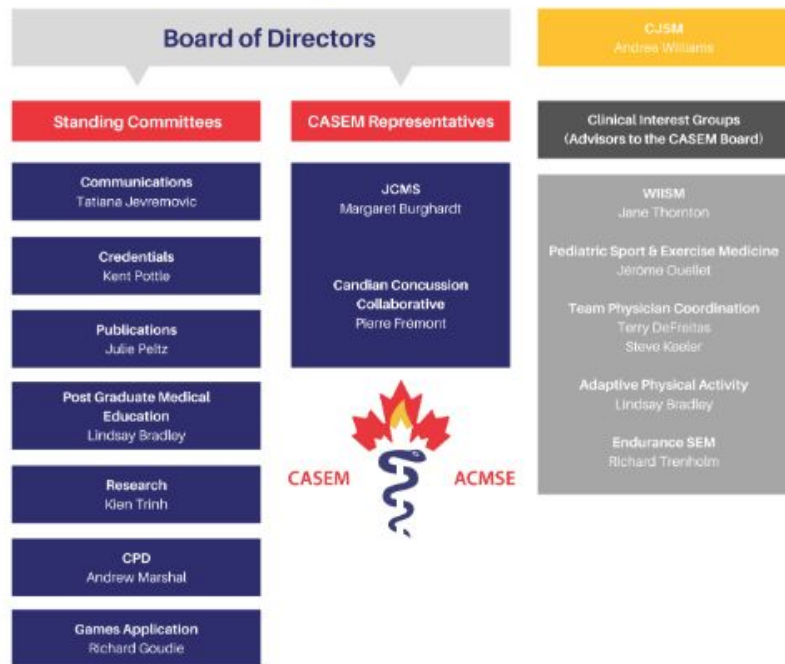 Board of Directors
Standing Committees
Communications
Tatiana Jevremovic
Credentials
Kent Pottle
Publications
Julie Peltz
Post Graduate Medical
Education
Lindsay Bradley
Research
Kien Trinh
CPD
Andrew Marshal
Games Application
Richard Goudie
CASEM Representatives
JCMS
Margaret Burghardt
Candian Concussion
Collaborative
Pierre Frémont
CASEM
ACMSE
CJSM
Andrea Williams
Clinical Interest Groups
(Advisors to the CASEM Board)
WIISM
Jane Thornton
Pediatric Sport & Exercise Medicine
Jérôme Ouellet
Team Physician Coordination
Terry DeFreitas
Steve Keeler
Adaptive Physical Activity
Lindsay Bradley
Endurance SEM
Richard Trenholm